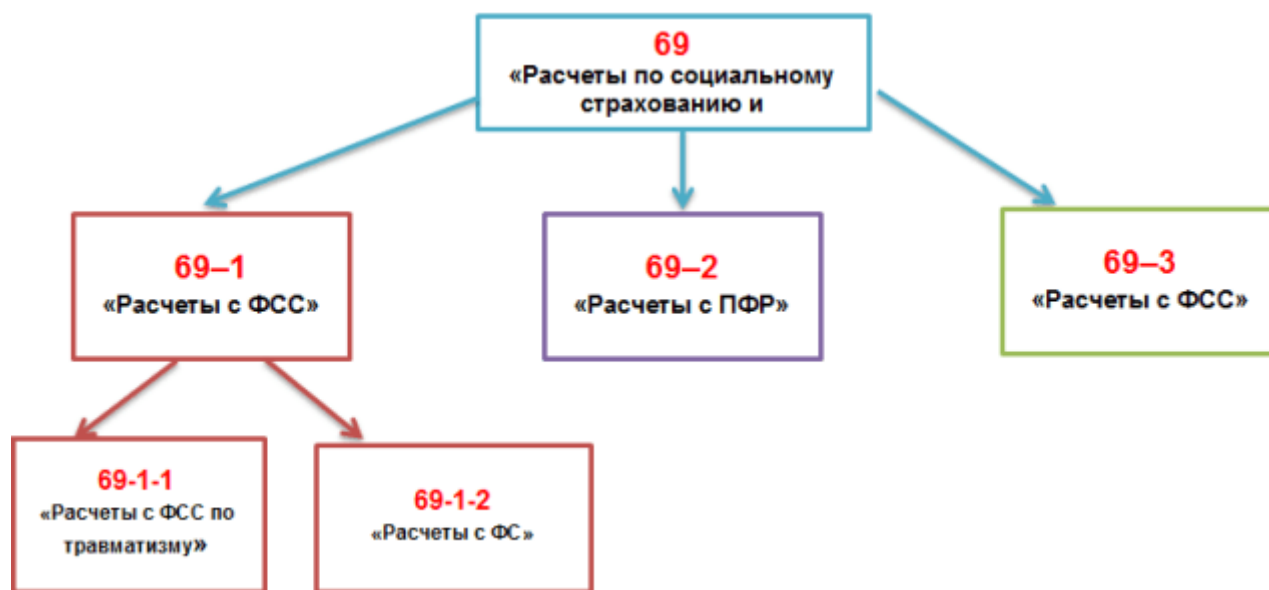 69
«Расчеты по социальному
страхованию и
69–1
«Расчеты с ФСС»
69–2
«Расчеты с ПФР»
69–3
«Расчеты с ФСС»
69-1-1
«Расчеты с ФСС по
травматизму»
69-1-2
«Расчеты с ФС»